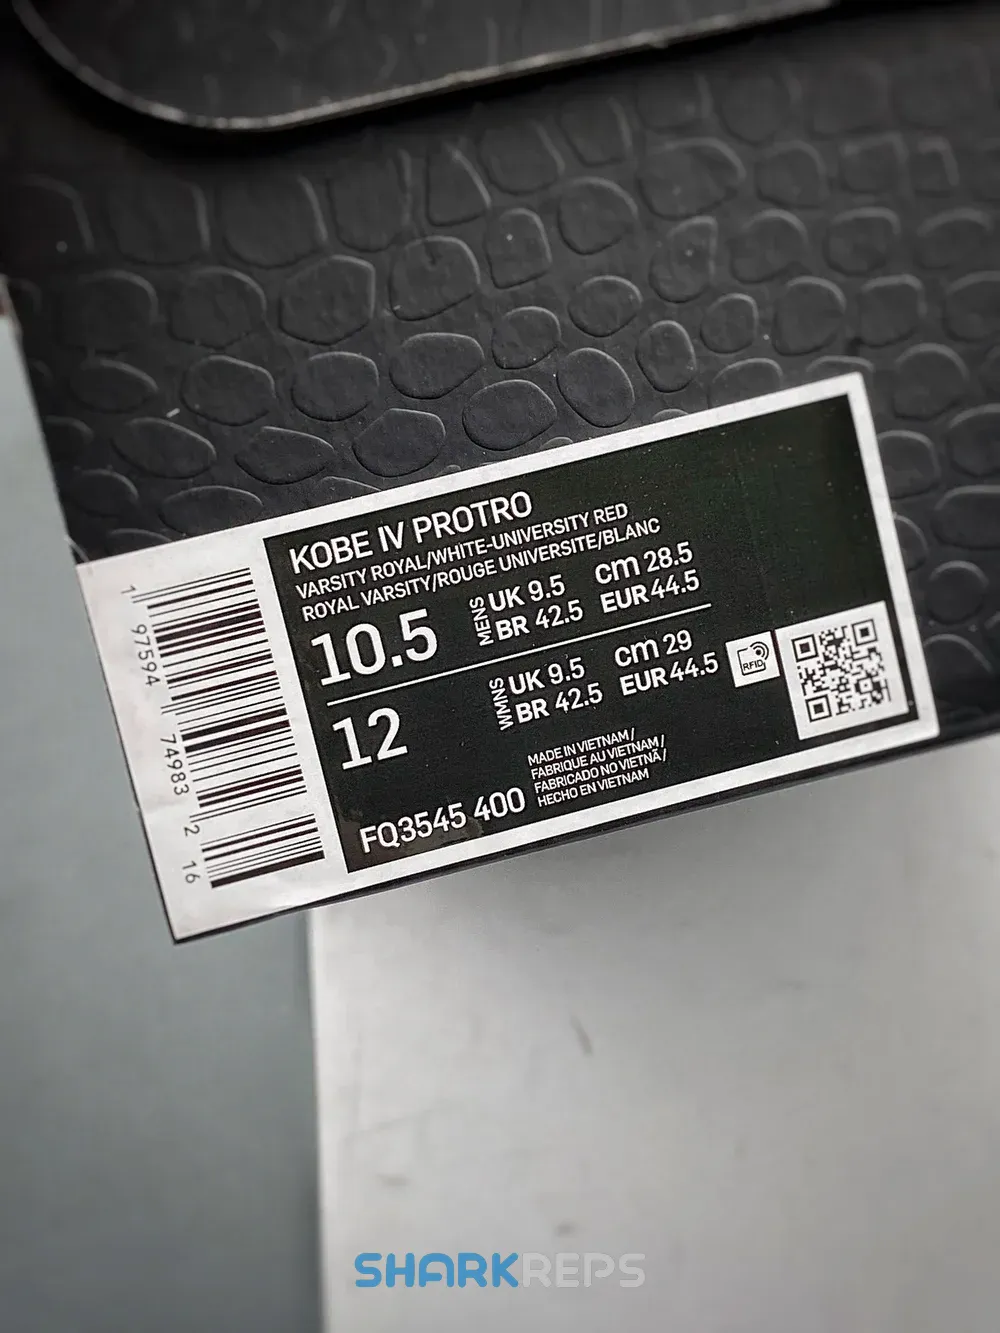 KOBE IV PROTRO
VARSITY ROYAL/WHITE-UNIVERSITY RED
ROYAL VARSITY/ROUGE UNIVERSITE/BLANC
10.5
MENS
UK 9.5
cm 28.5
BR 42.5
EUR 44.5
12
WMNS
UK 9.5
cm 29
BR 42.5
EUR 44.5
RFID
MADE IN VIETNAM/
FABRIQUE AU VIETNAM/
FABRICADO NO VIETNÃ/
HECHO EN VIETNAM
FQ3545 400
1 97594 74983 2 16
SHARKREPS